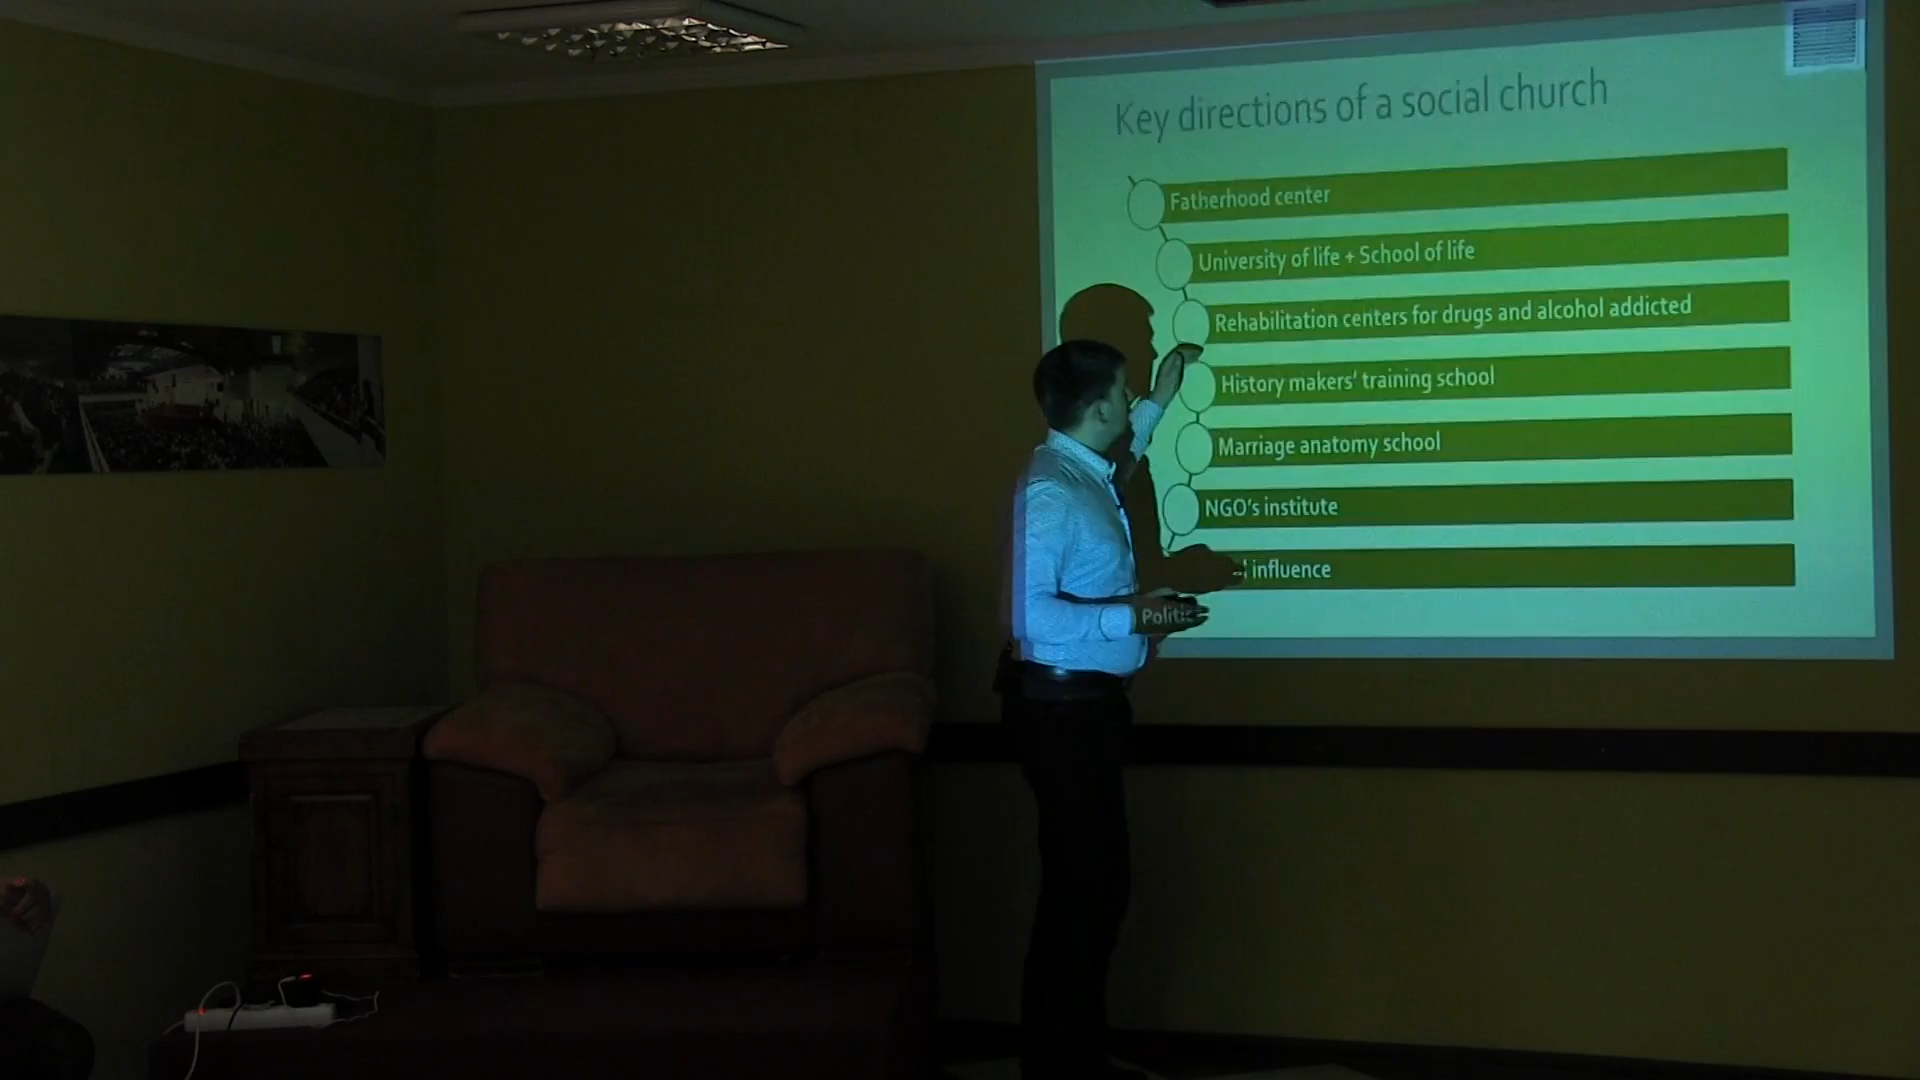 Key directions of a social church
Fatherhood center
University of life + School of life
Rehabilitation centers for drugs and alcohol addicted
History makers' training school
Marriage anatomy school
NGO's institute
Political influence